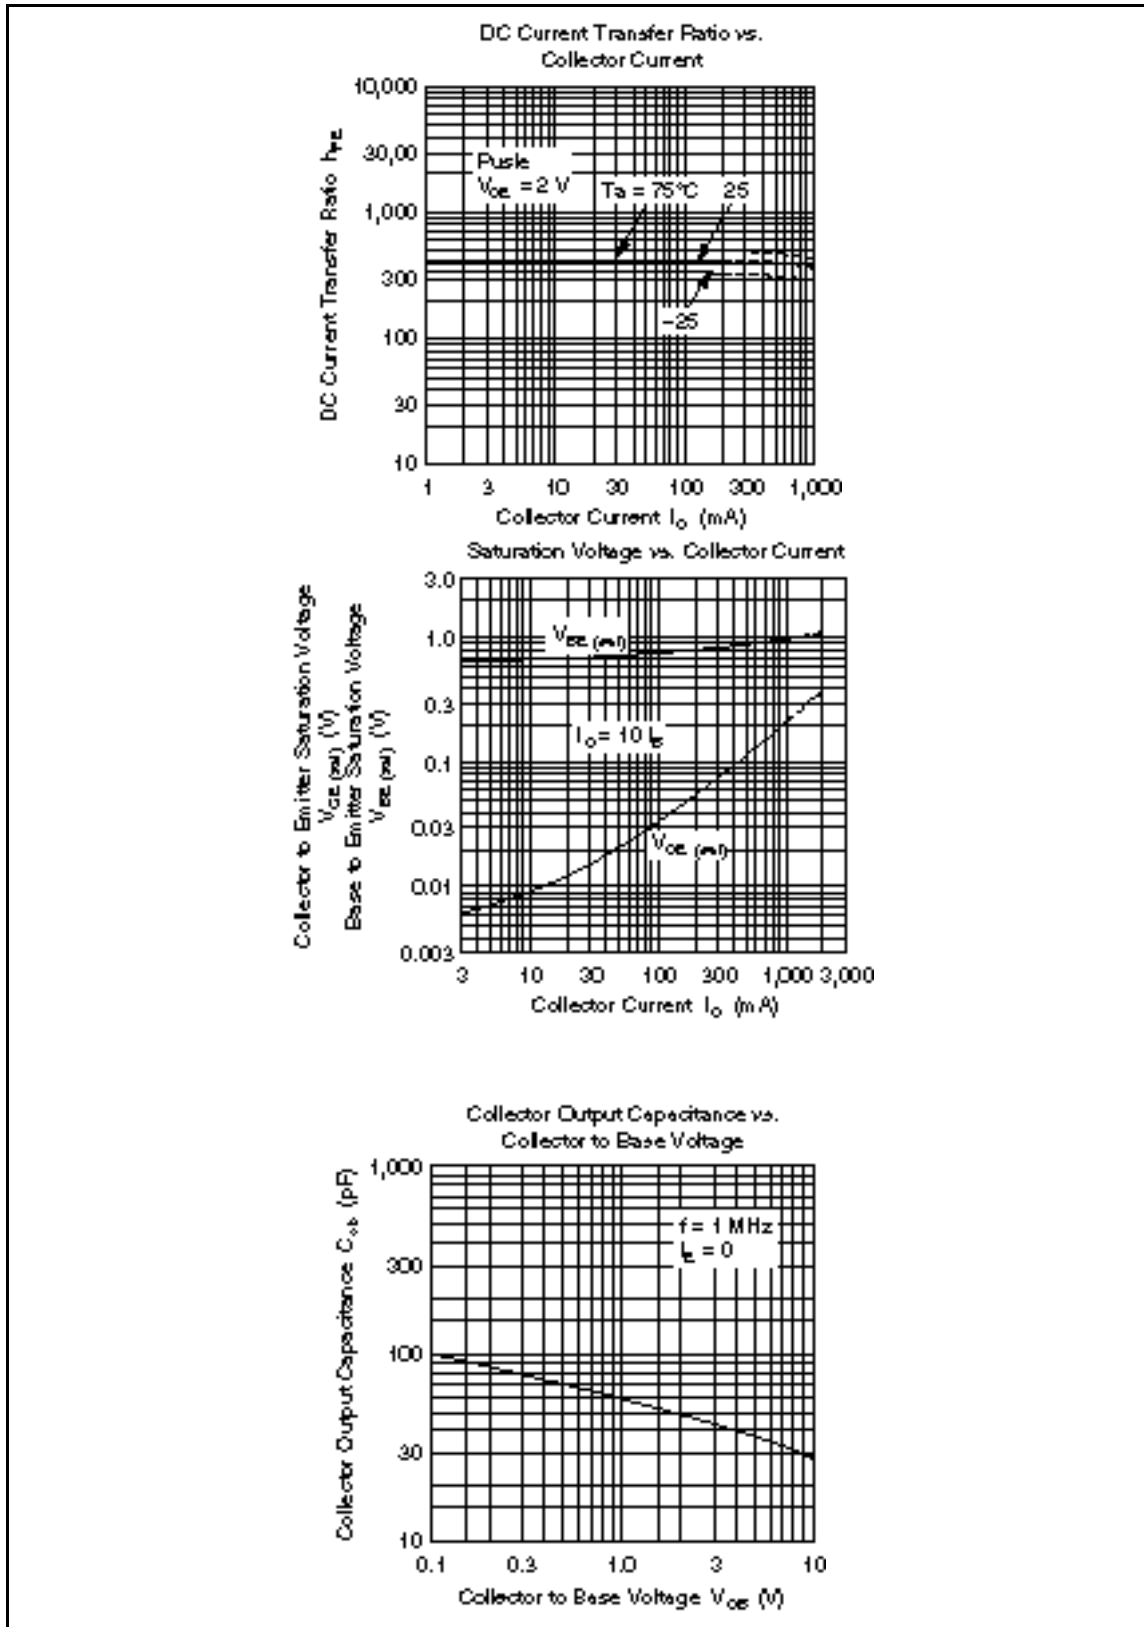 DC Current Transfer Ratio vs.
Collector Current
10,000
30,00
1,000
300
100
30
10
DC Current Transfer Ratio hFE
Pusle
VCE = 2 V
Ta = 75°C
25
−25
1 3 10 30 100 300 1,000
Collector Current IC (mA)
Saturation Voltage vs. Collector Current
Collector to Emitter Saturation Voltage
VCE (sat) (V)
Base to Emitter Saturation Voltage
VBE (sat) (V)
3.0
1.0
0.3
0.1
0.03
0.01
0.003
VBE (sat)
IC = 10 IB
VCE (sat)
3 10 30 100 300 1,000 3,000
Collector Current IC (mA)
Collector Output Capacitance vs.
Collector to Base Voltage
Collector Output Capacitance Cob (pF)
1,000
300
100
30
10
f = 1 MHz
IE = 0
0.1 0.3 1.0 3 10
Collector to Base Voltage VCB (V)